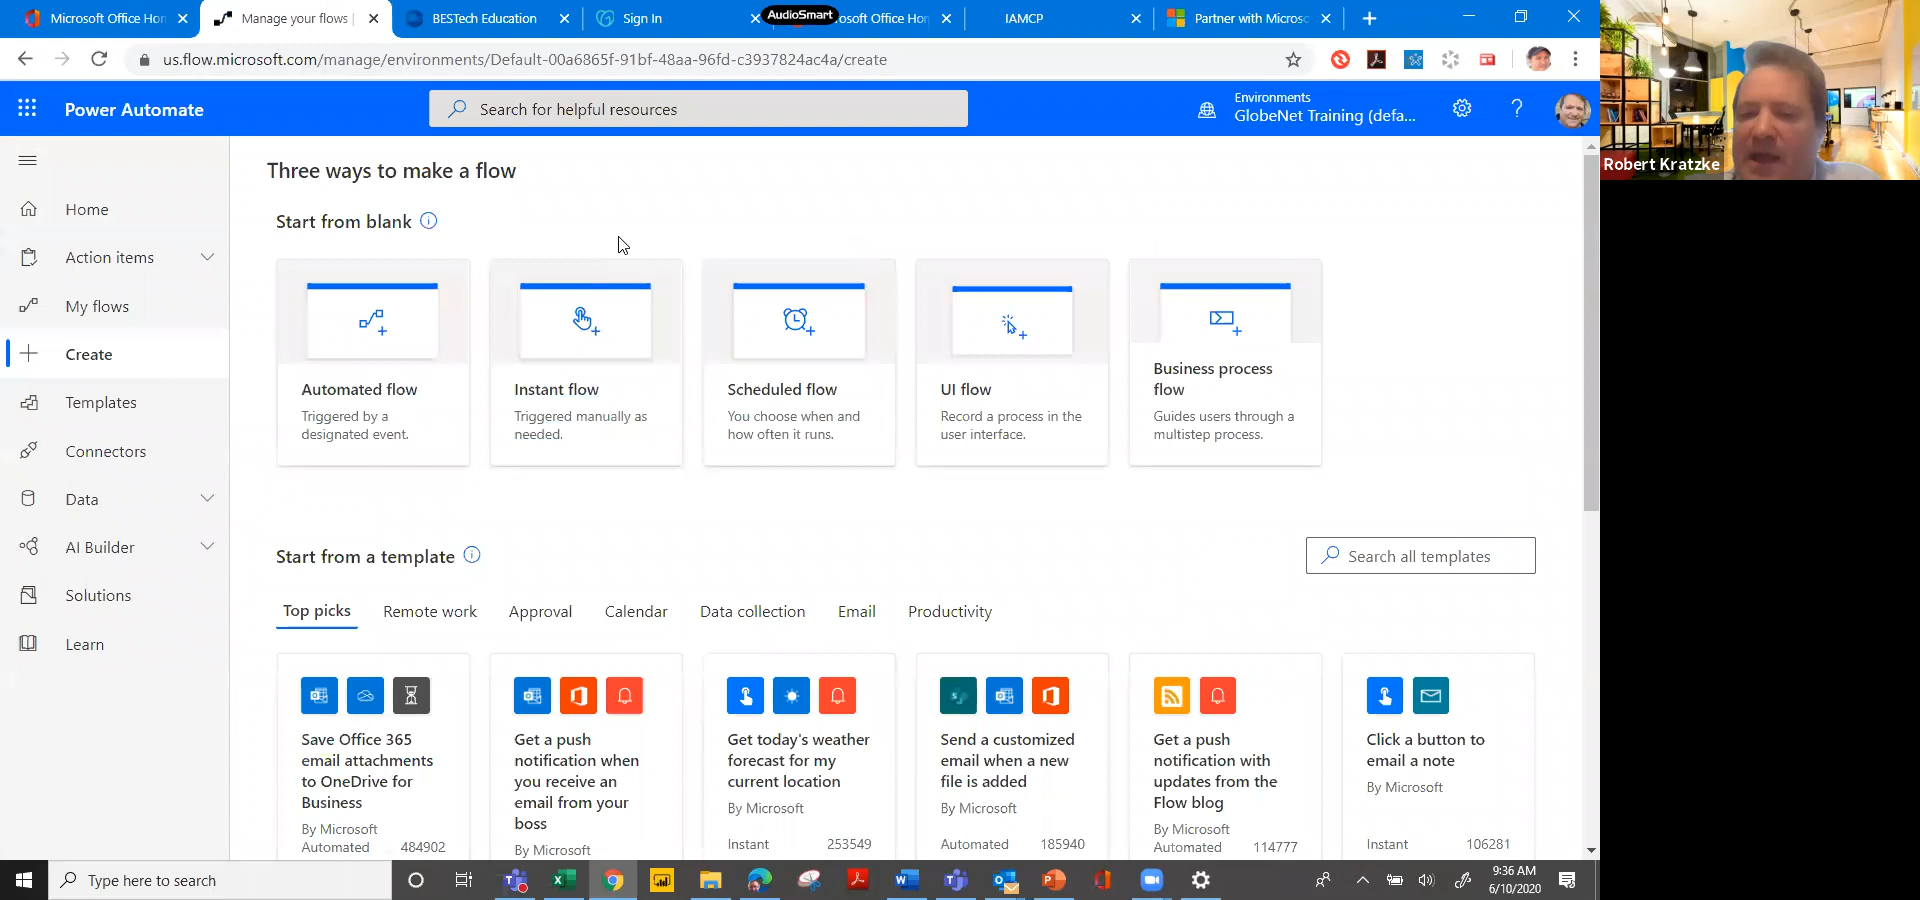 Microsoft Office Hon
Manage your flows |
BESTech Education
Sign In
AudioSmart
osoft Office Hon
IAMCP
Partner with Microsc
us.flow.microsoft.com/manage/environments/Default-00a6865f-91bf-48aa-96fd-c3937824ac4a/create
Power Automate
Search for helpful resources
Environments
GlobeNet Training (defa...
Robert Kratzke
Home
Action items
My flows
Create
Templates
Connectors
Data
AI Builder
Solutions
Learn
Three ways to make a flow
Start from blank
Automated flow
Triggered by a
designated event.
Instant flow
Triggered manually as
needed.
Scheduled flow
You choose when and
how often it runs.
UI flow
Record a process in the
user interface.
Business process
flow
Guides users through a
multistep process.
Start from a template
Search all templates
Top picks
Remote work
Approval
Calendar
Data collection
Email
Productivity
Save Office 365
email attachments
to OneDrive for
Business
By Microsoft
Automated 484902
Get a push
notification when
you receive an
email from your
boss
By Microsoft
Get today's weather
forecast for my
current location
By Microsoft
Instant 253549
Send a customized
email when a new
file is added
By Microsoft
Automated 185940
Get a push
notification with
updates from the
Flow blog
By Microsoft
Automated 114777
Click a button to
email a note
By Microsoft
Instant 106281
Type here to search
9:36 AM
6/10/2020